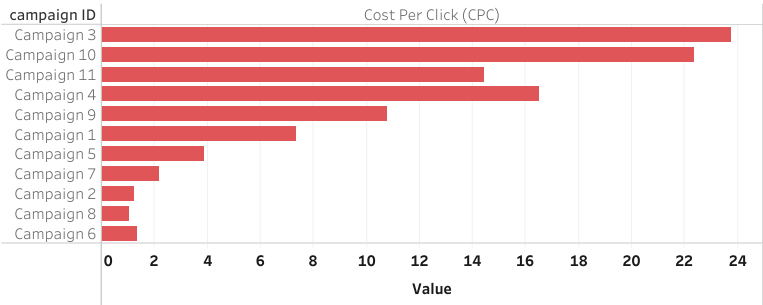 campaign ID Cost Per Click (CPC)
Campaign 3
Campaign 10
Campaign 11
Campaign 4
Campaign 9
Campaign 1
Campaign 5
Campaign 7
Campaign 2
Campaign 8
Campaign 6
0 2 4 6 8 10 12 14 16 18 20 22 24
Value